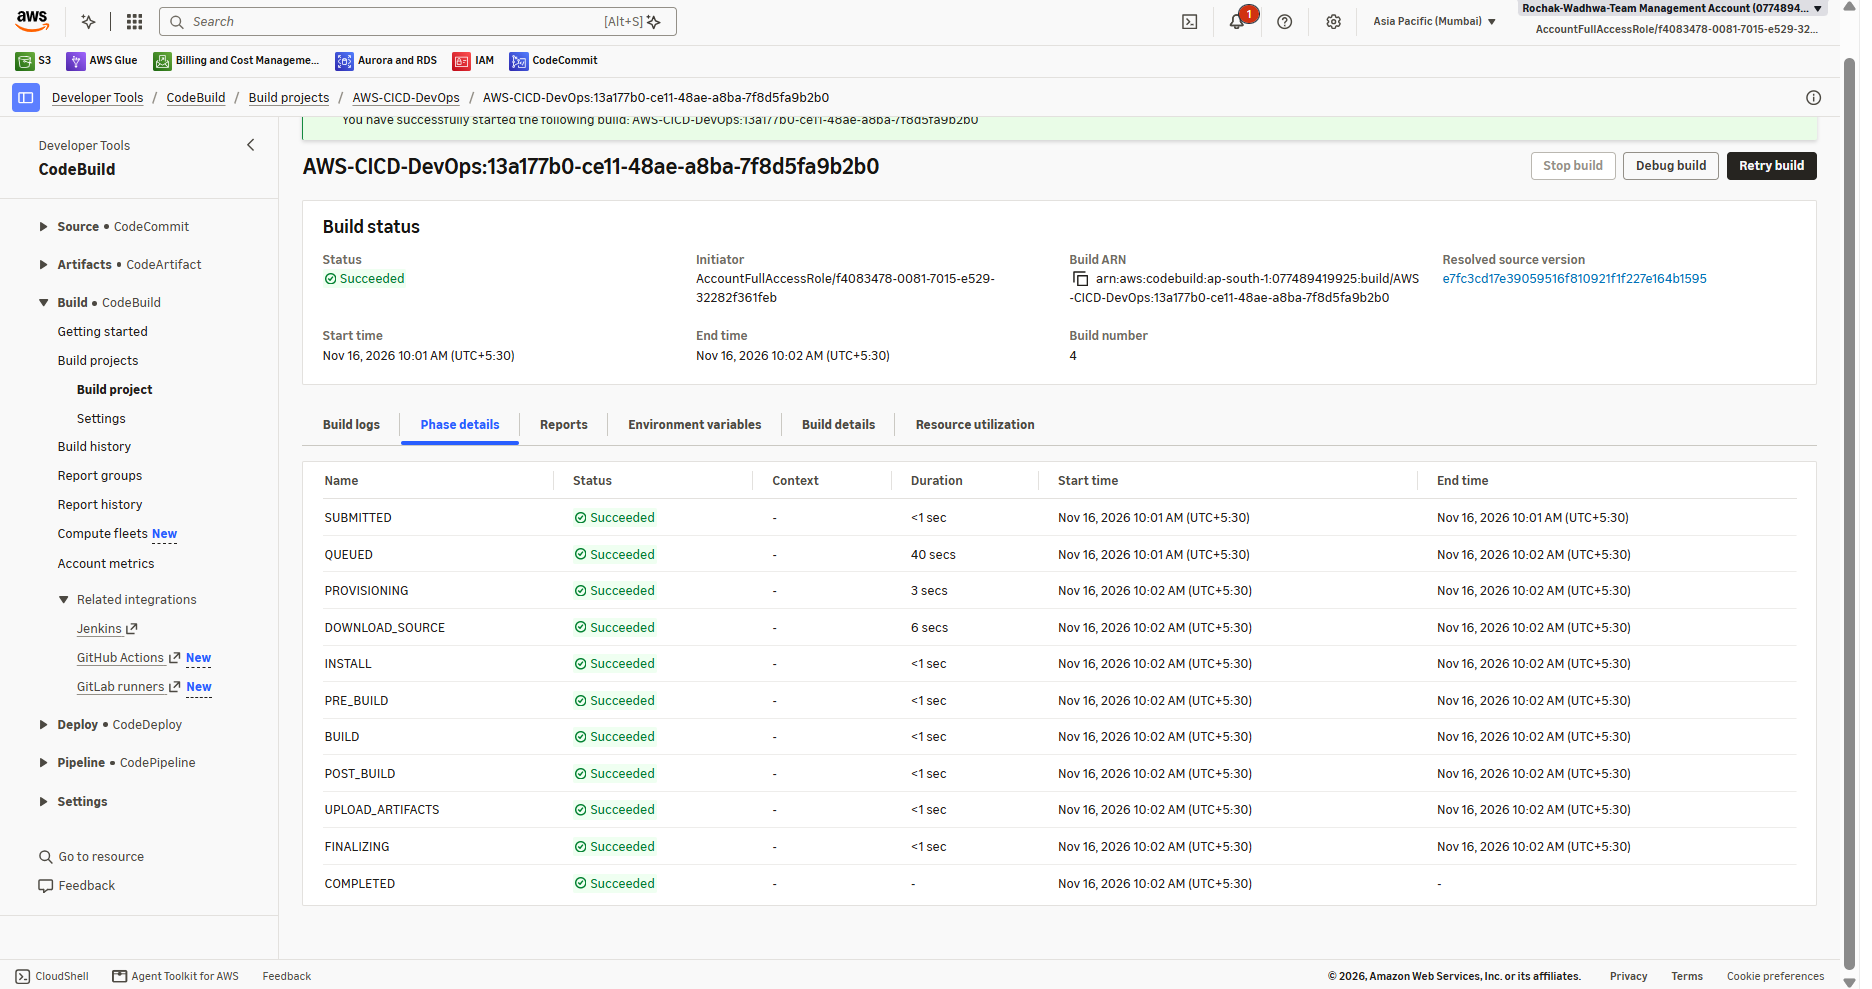 aws
Search
[Alt+S]
1
Asia Pacific (Mumbai)
Rochak-Wadhwa-Team Management Account (0774894...
AccountFullAccessRole/f4083478-0081-7015-e529-32...
S3
AWS Glue
Billing and Cost Manageme...
Aurora and RDS
IAM
CodeCommit
Developer Tools / CodeBuild / Build projects / AWS-CICD-DevOps / AWS-CICD-DevOps:13a177b0-ce11-48ae-a8ba-7f8d5fa9b2b0
Developer Tools
CodeBuild
Source • CodeCommit
Artifacts • CodeArtifact
Build • CodeBuild
Getting started
Build projects
Build project
Settings
Build history
Report groups
Report history
Compute fleets New
Account metrics
Related integrations
Jenkins
GitHub Actions New
GitLab runners New
Deploy • CodeDeploy
Pipeline • CodePipeline
Settings
Go to resource
Feedback
You have successfully started the following build: AWS-CICD-DevOps:13a177b0-ce11-48ae-a8ba-7f8d5fa9b2b0
AWS-CICD-DevOps:13a177b0-ce11-48ae-a8ba-7f8d5fa9b2b0
Stop build
Debug build
Retry build
Build status
Status
Succeeded
Initiator
AccountFullAccessRole/f4083478-0081-7015-e529-
32282f361feb
Build ARN
arn:aws:codebuild:ap-south-1:077489419925:build/AWS
-CICD-DevOps:13a177b0-ce11-48ae-a8ba-7f8d5fa9b2b0
Resolved source version
e7fc3cd17e39059516f810921f1f227e164b1595
Start time
Nov 16, 2026 10:01 AM (UTC+5:30)
End time
Nov 16, 2026 10:02 AM (UTC+5:30)
Build number
4
Build logs
Phase details
Reports
Environment variables
Build details
Resource utilization
Name Status Context Duration Start time End time
SUBMITTED Succeeded - <1 sec Nov 16, 2026 10:01 AM (UTC+5:30) Nov 16, 2026 10:01 AM (UTC+5:30)
QUEUED Succeeded - 40 secs Nov 16, 2026 10:01 AM (UTC+5:30) Nov 16, 2026 10:02 AM (UTC+5:30)
PROVISIONING Succeeded - 3 secs Nov 16, 2026 10:02 AM (UTC+5:30) Nov 16, 2026 10:02 AM (UTC+5:30)
DOWNLOAD_SOURCE Succeeded - 6 secs Nov 16, 2026 10:02 AM (UTC+5:30) Nov 16, 2026 10:02 AM (UTC+5:30)
INSTALL Succeeded - <1 sec Nov 16, 2026 10:02 AM (UTC+5:30) Nov 16, 2026 10:02 AM (UTC+5:30)
PRE_BUILD Succeeded - <1 sec Nov 16, 2026 10:02 AM (UTC+5:30) Nov 16, 2026 10:02 AM (UTC+5:30)
BUILD Succeeded - <1 sec Nov 16, 2026 10:02 AM (UTC+5:30) Nov 16, 2026 10:02 AM (UTC+5:30)
POST_BUILD Succeeded - <1 sec Nov 16, 2026 10:02 AM (UTC+5:30) Nov 16, 2026 10:02 AM (UTC+5:30)
UPLOAD_ARTIFACTS Succeeded - <1 sec Nov 16, 2026 10:02 AM (UTC+5:30) Nov 16, 2026 10:02 AM (UTC+5:30)
FINALIZING Succeeded - <1 sec Nov 16, 2026 10:02 AM (UTC+5:30) Nov 16, 2026 10:02 AM (UTC+5:30)
COMPLETED Succeeded - - Nov 16, 2026 10:02 AM (UTC+5:30) -
CloudShell
Agent Toolkit for AWS
Feedback
© 2026, Amazon Web Services, Inc. or its affiliates.
Privacy
Terms
Cookie preferences